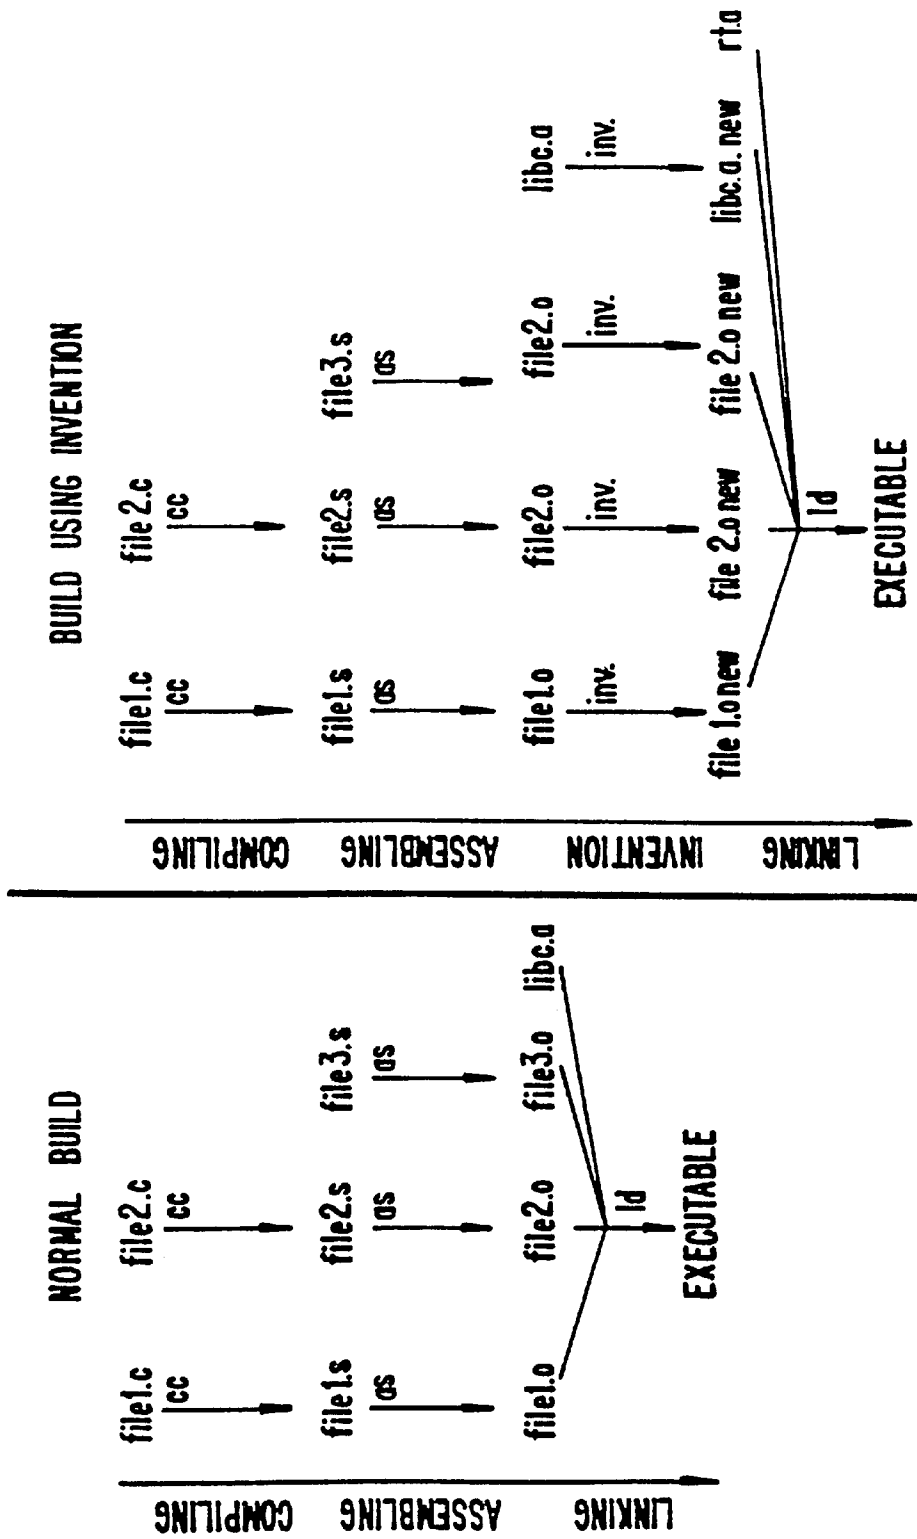 NORMAL BUILD
COMPILING
file1.c
file2.c
cc
cc
ASSEMBLING
file1.s
file2.s
file3.s
as
as
as
LINKING
file1.o
file2.o
file3.o
libc.a
ld
EXECUTABLE
BUILD USING INVENTION
COMPILING
file1.c
file2.c
cc
cc
ASSEMBLING
file1.s
file2.s
file3.s
as
as
as
INVENTION
file1.o
file2.o
file2.o
libc.a
inv.
inv.
inv.
inv.
LINKING
file 1.o new
file 2.o new
file 2.o new
libc.a. new
rt.a
ld
EXECUTABLE